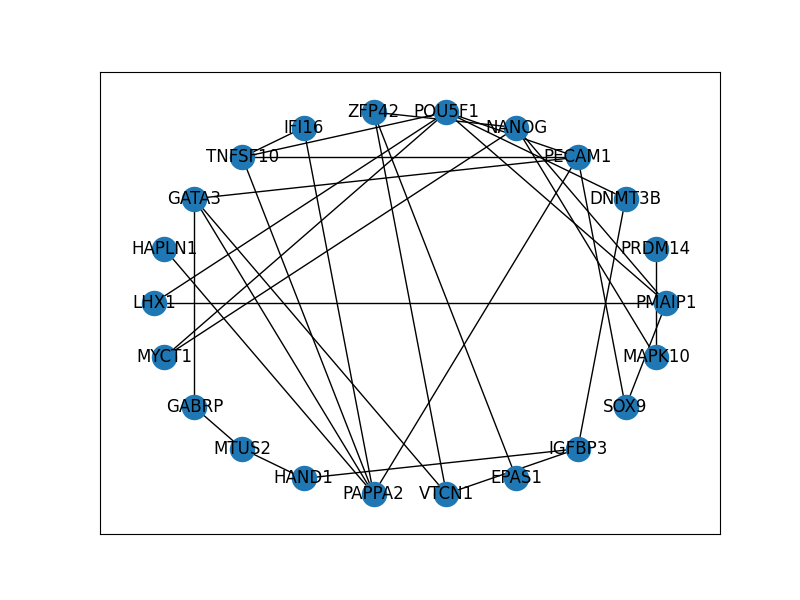 ZFP42 POU5F1
IFI16 NANOG
TNFSF10 PECAM1
GATA3 DNMT3B
HAPLN1 PRDM14
LHX1 PMAIP1
MYCT1 MAPK10
GABRP SOX9
MTUS2 IGFBP3
HAND1 EPAS1
PAPPA2 VTCN1